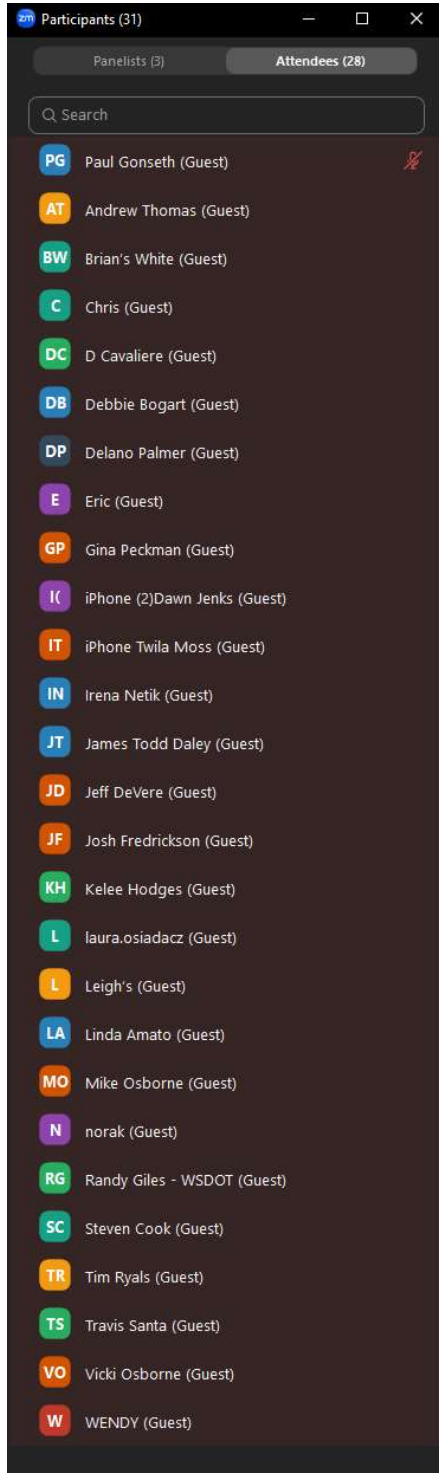 zm Participants (31)
Panelists (3) Attendees (28)
Search
PG Paul Gonseth (Guest)
AT Andrew Thomas (Guest)
BW Brian's White (Guest)
C Chris (Guest)
DC D Cavaliere (Guest)
DB Debbie Bogart (Guest)
DP Delano Palmer (Guest)
E Eric (Guest)
GP Gina Peckman (Guest)
I( iPhone (2)Dawn Jenks (Guest)
IT iPhone Twila Moss (Guest)
IN Irena Netik (Guest)
JT James Todd Daley (Guest)
JD Jeff DeVere (Guest)
JF Josh Fredrickson (Guest)
KH Kelee Hodges (Guest)
L laura.osiadacz (Guest)
L Leigh's (Guest)
LA Linda Amato (Guest)
MO Mike Osborne (Guest)
N norak (Guest)
RG Randy Giles - WSDOT (Guest)
SC Steven Cook (Guest)
TR Tim Ryals (Guest)
TS Travis Santa (Guest)
VO Vicki Osborne (Guest)
W WENDY (Guest)